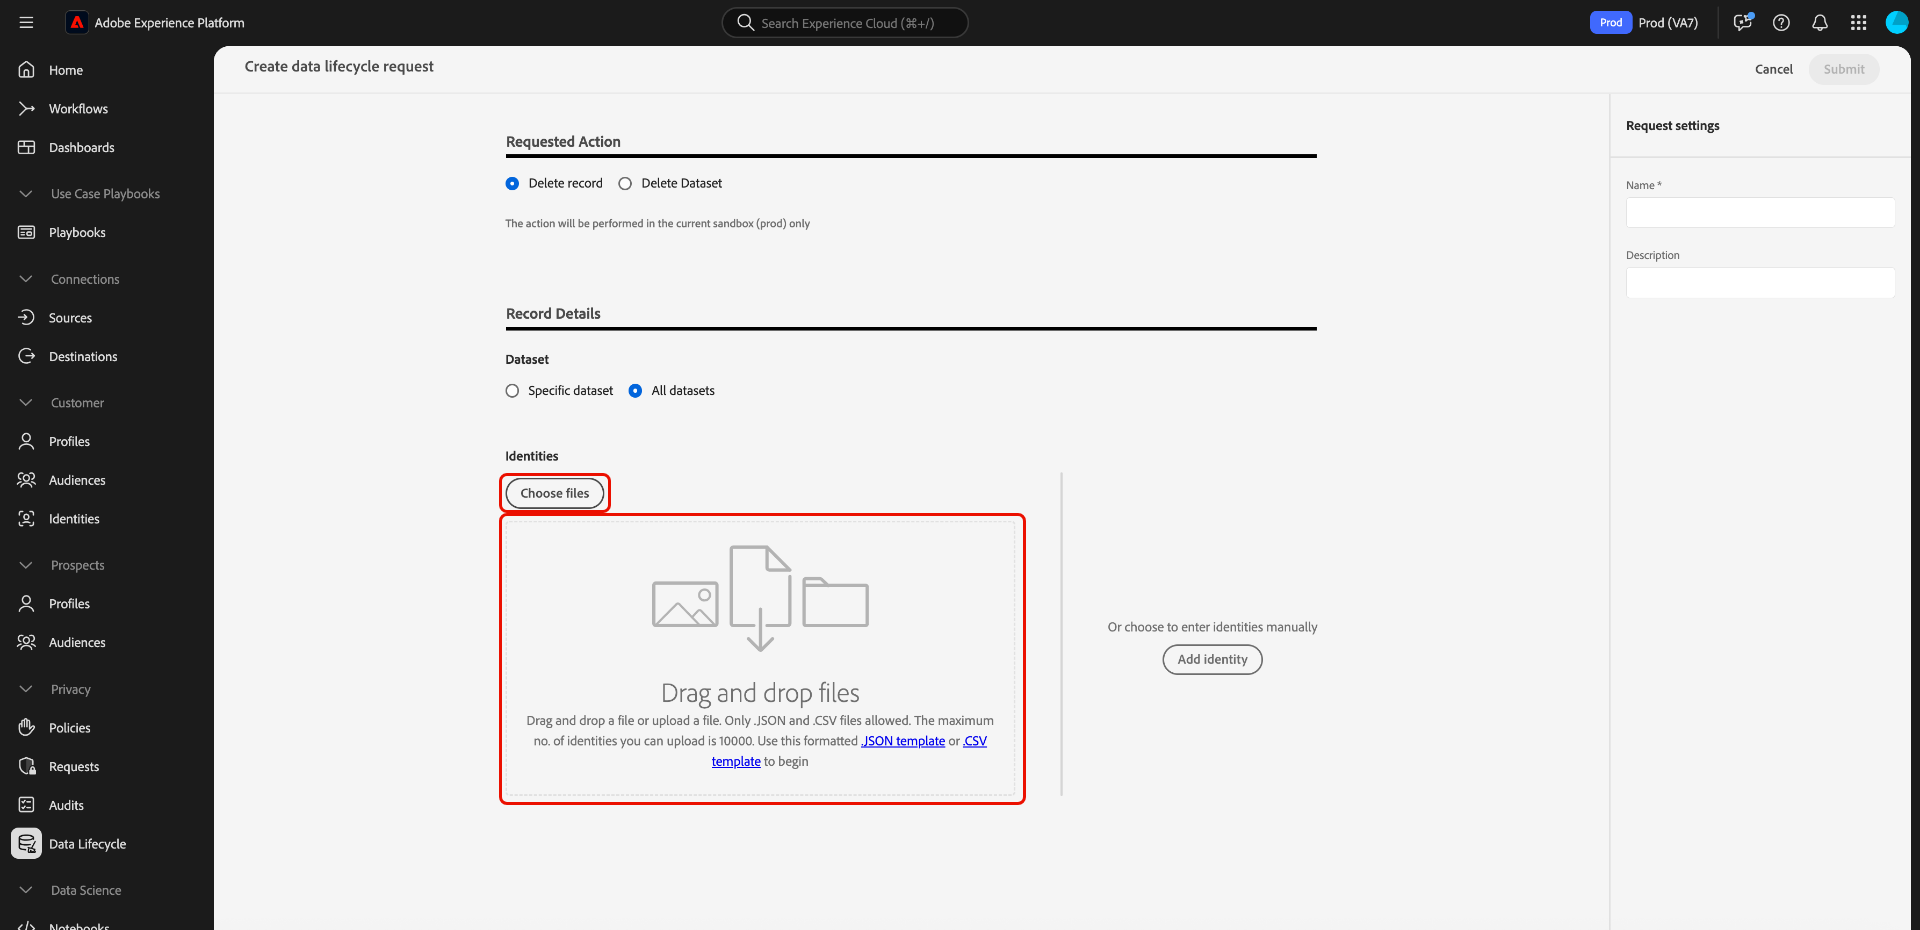 Adobe Experience Platform
Search Experience Cloud (⌘+/)
Prod
Prod (VA7)
Home
Workflows
Dashboards
Use Case Playbooks
Playbooks
Connections
Sources
Destinations
Customer
Profiles
Audiences
Identities
Prospects
Profiles
Audiences
Privacy
Policies
Requests
Audits
Data Lifecycle
Data Science
Notebooks
Create data lifecycle request
Cancel
Submit
Requested Action
Delete record
Delete Dataset
The action will be performed in the current sandbox (prod) only
Record Details
Dataset
Specific dataset
All datasets
Identities
Choose files
Drag and drop files
Drag and drop a file or upload a file. Only .JSON and .CSV files allowed. The maximum
no. of identities you can upload is 10000. Use this formatted .JSON template or .CSV
template to begin
Or choose to enter identities manually
Add identity
Request settings
Name *
Description